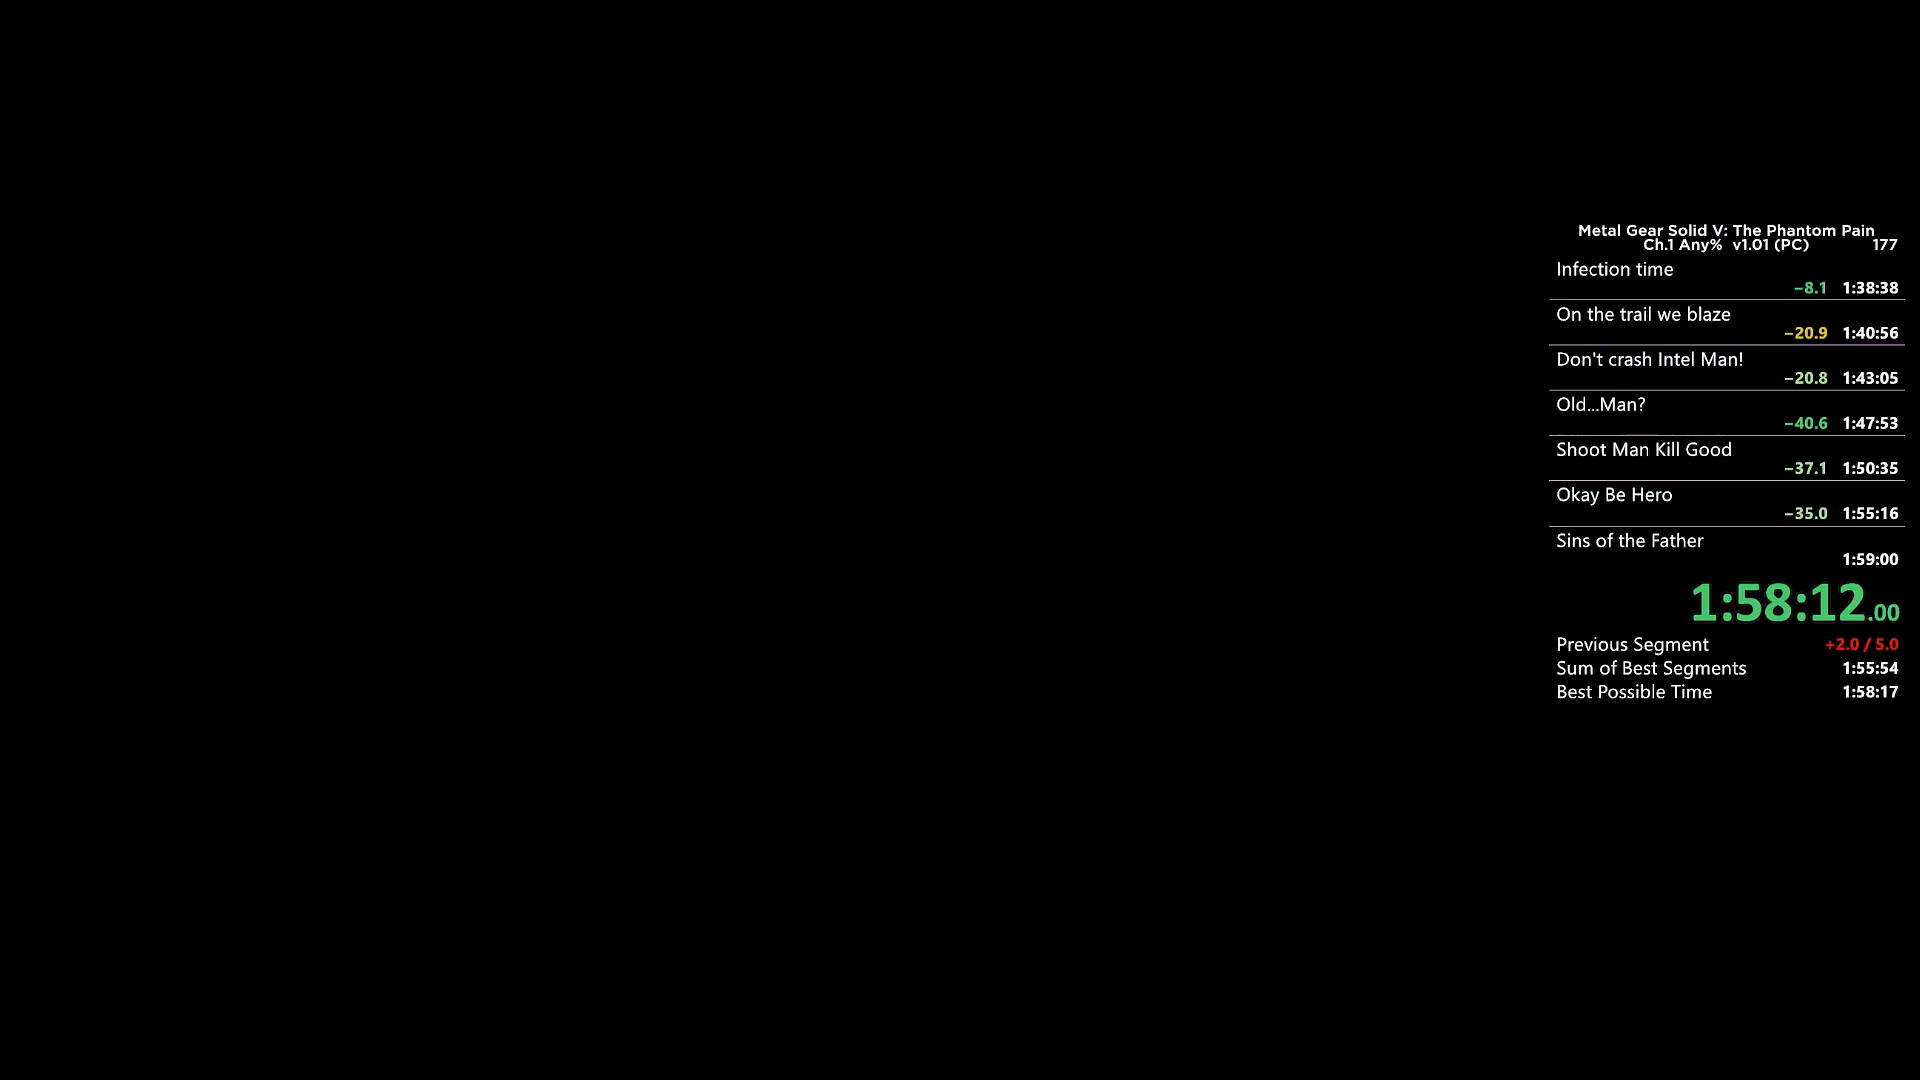 Metal Gear Solid V: The Phantom Pain
Ch.1 Any%  v1.01 (PC) 177
Infection time
−8.1 1:38:38
On the trail we blaze
−20.9 1:40:56
Don't crash Intel Man!
−20.8 1:43:05
Old...Man?
−40.6 1:47:53
Shoot Man Kill Good
−37.1 1:50:35
Okay Be Hero
−35.0 1:55:16
Sins of the Father
1:59:00
1:58:12.00
Previous Segment +2.0 / 5.0
Sum of Best Segments 1:55:54
Best Possible Time 1:58:17